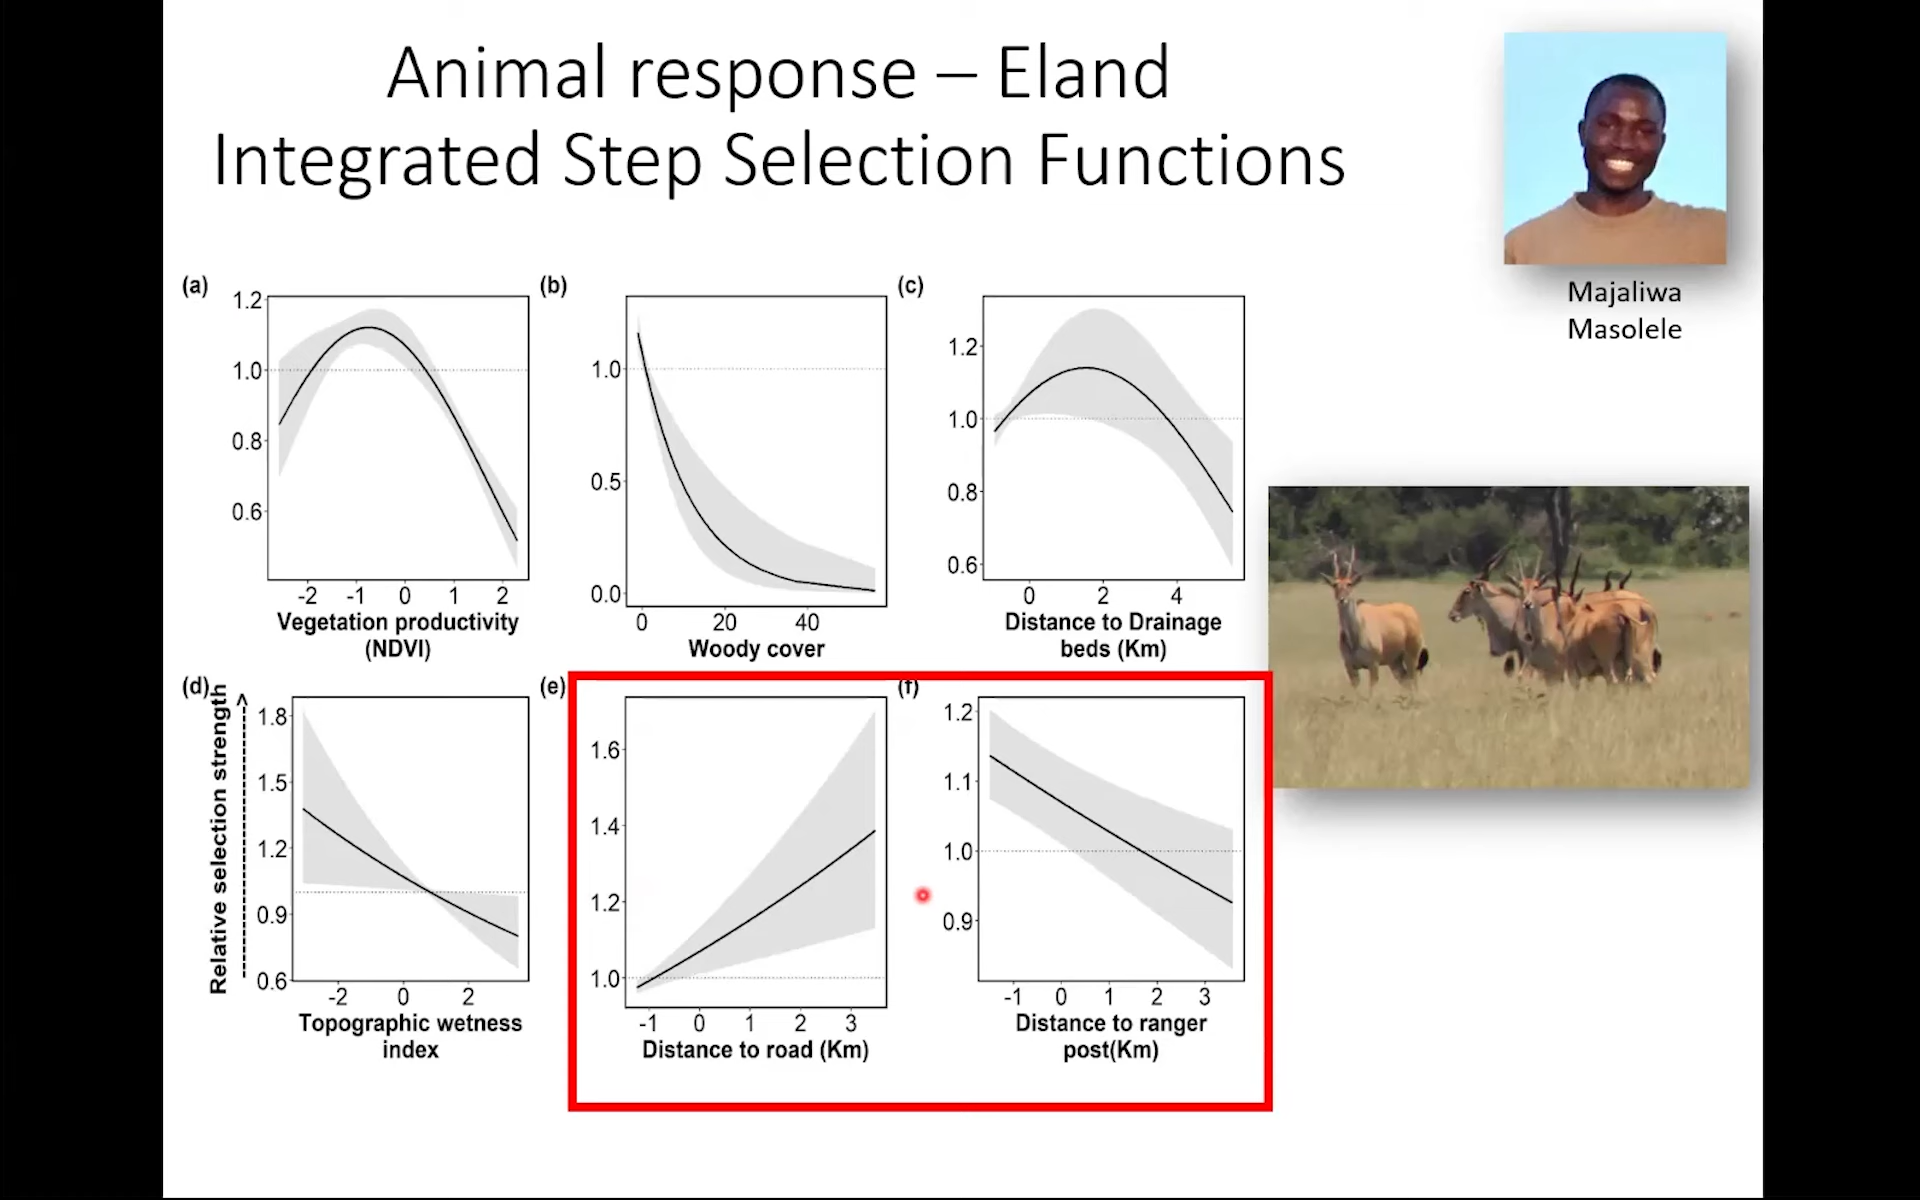 Animal response – Eland
Integrated Step Selection Functions
Majaliwa
Masolele
(a)
1.2
1.0
0.8
0.6
-2 -1 0 1 2
Vegetation productivity
(NDVI)
(b)
1.0
0.5
0.0
0 20 40
Woody cover
(c)
1.2
1.0
0.8
0.6
0 2 4
Distance to Drainage
beds (Km)
(d)
Relative selection strength
1.8
1.5
1.2
0.9
0.6
-2 0 2
Topographic wetness
index
(e)
1.6
1.4
1.2
1.0
-1 0 1 2 3
Distance to road (Km)
(f)
1.2
1.1
1.0
0.9
-1 0 1 2 3
Distance to ranger
post(Km)